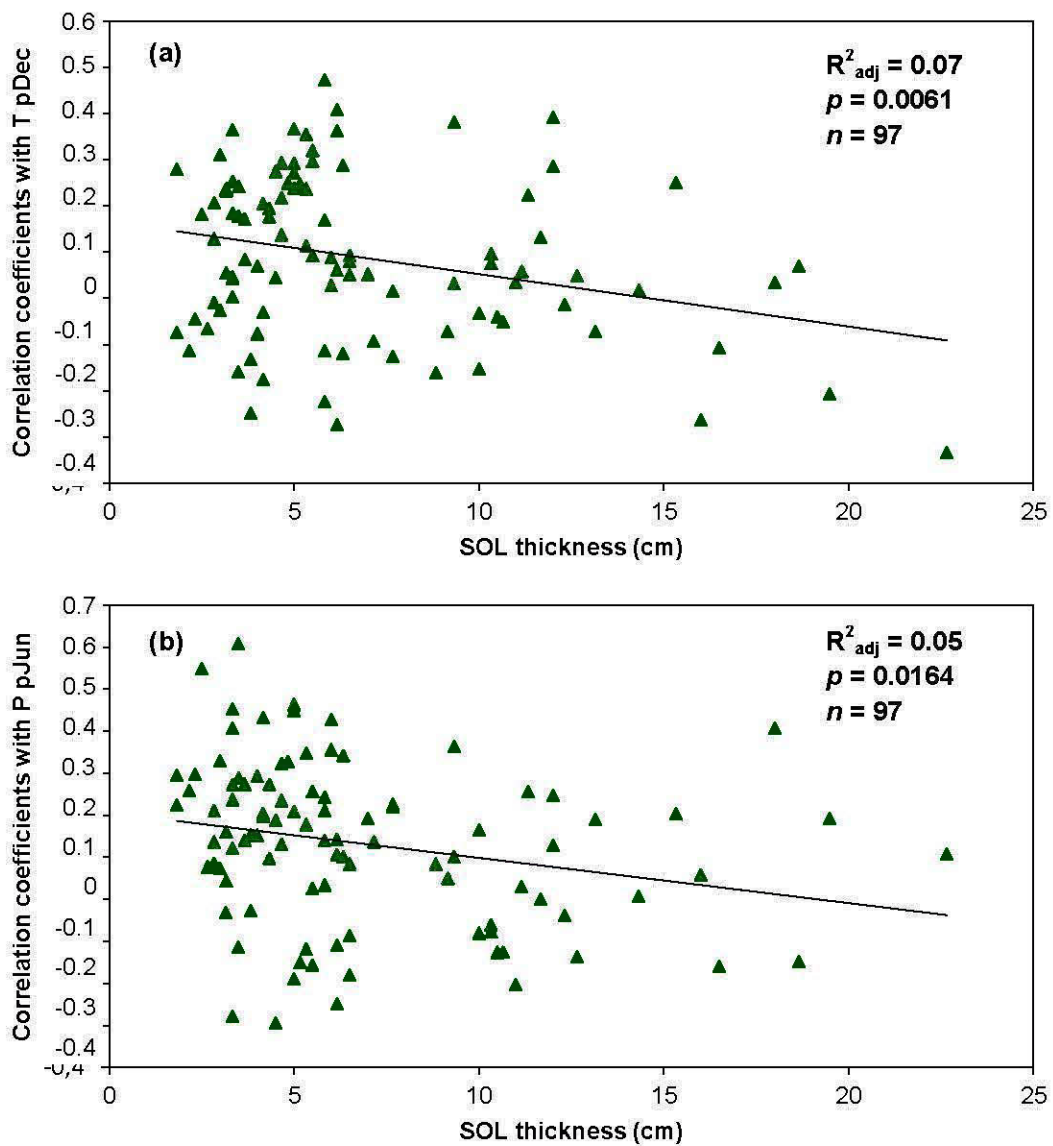 Correlation coefficients with T pDec
0.6
0.5
0.4
0.3
0.2
0.1
0
-0.1
-0.2
-0.3
-0.4
(a)
R²adj = 0.07
p = 0.0061
n = 97
0 5 10 15 20 25
SOL thickness (cm)
Correlation coefficients with P pJun
0.7
0.6
0.5
0.4
0.3
0.2
0.1
0
-0.1
-0.2
-0.3
-0.4
(b)
R²adj = 0.05
p = 0.0164
n = 97
0 5 10 15 20 25
SOL thickness (cm)